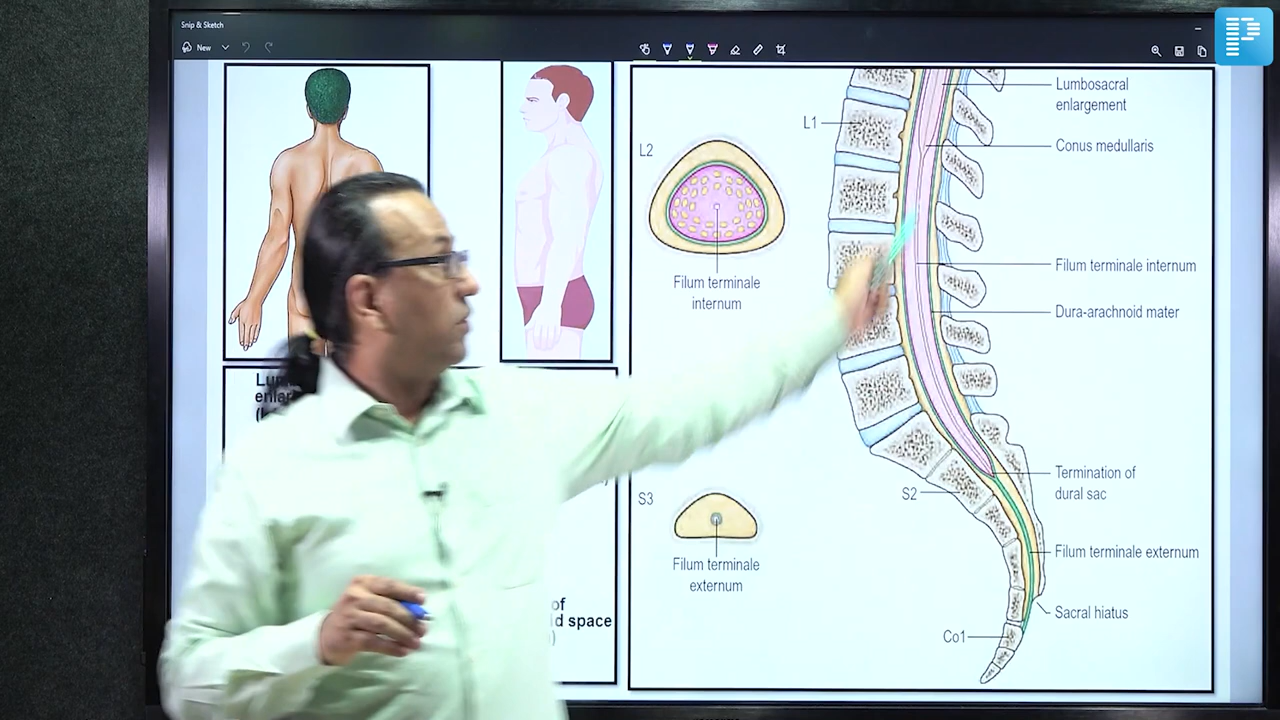 Snip & Sketch
New
P
L1
L2
Filum terminale
internum
S3
Filum terminale
externum
Lumbosacral
enlargement
Conus medullaris
Filum terminale internum
Dura-arachnoid mater
Termination of
dural sac
S2
Filum terminale externum
Sacral hiatus
Co1
of
space